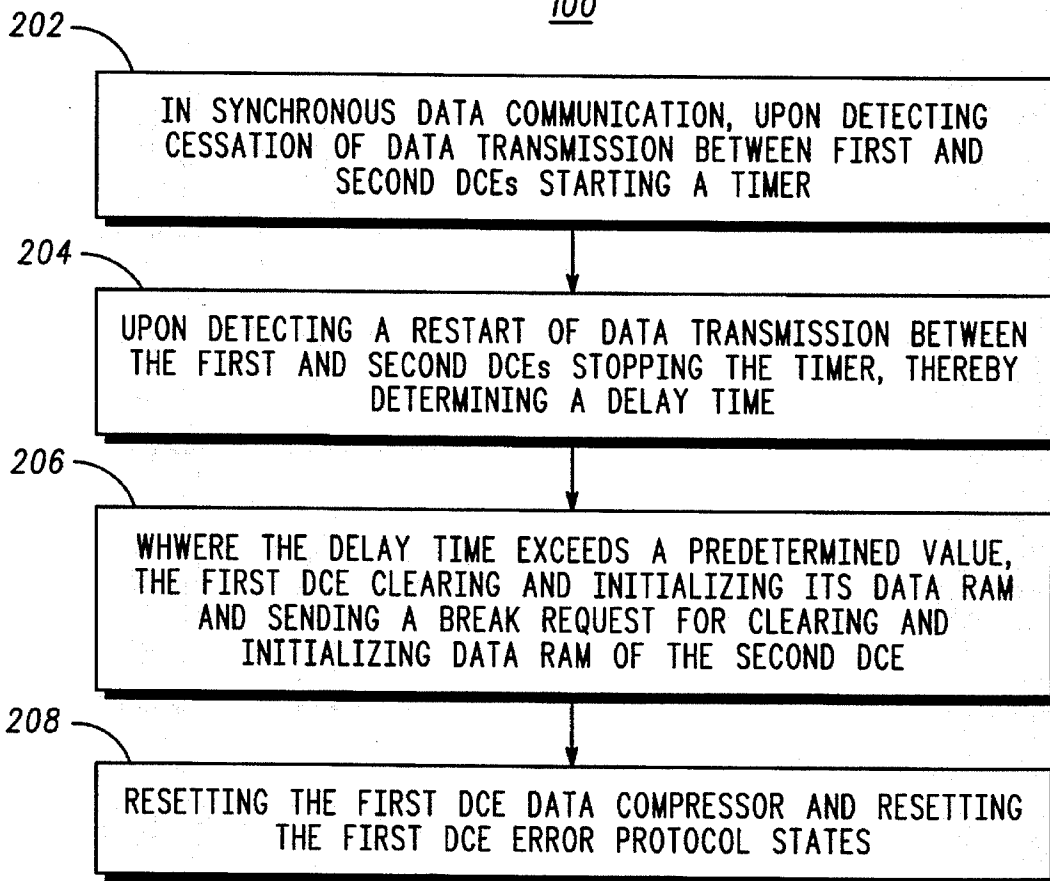 100
202
IN SYNCHRONOUS DATA COMMUNICATION, UPON DETECTING
CESSATION OF DATA TRANSMISSION BETWEEN FIRST AND
SECOND DCEs STARTING A TIMER
204
UPON DETECTING A RESTART OF DATA TRANSMISSION BETWEEN
THE FIRST AND SECOND DCEs STOPPING THE TIMER, THEREBY
DETERMINING A DELAY TIME
206
WHWERE THE DELAY TIME EXCEEDS A PREDETERMINED VALUE,
THE FIRST DCE CLEARING AND INITIALIZING ITS DATA RAM
AND SENDING A BREAK REQUEST FOR CLEARING AND
INITIALIZING DATA RAM OF THE SECOND DCE
208
RESETTING THE FIRST DCE DATA COMPRESSOR AND RESETTING
THE FIRST DCE ERROR PROTOCOL STATES